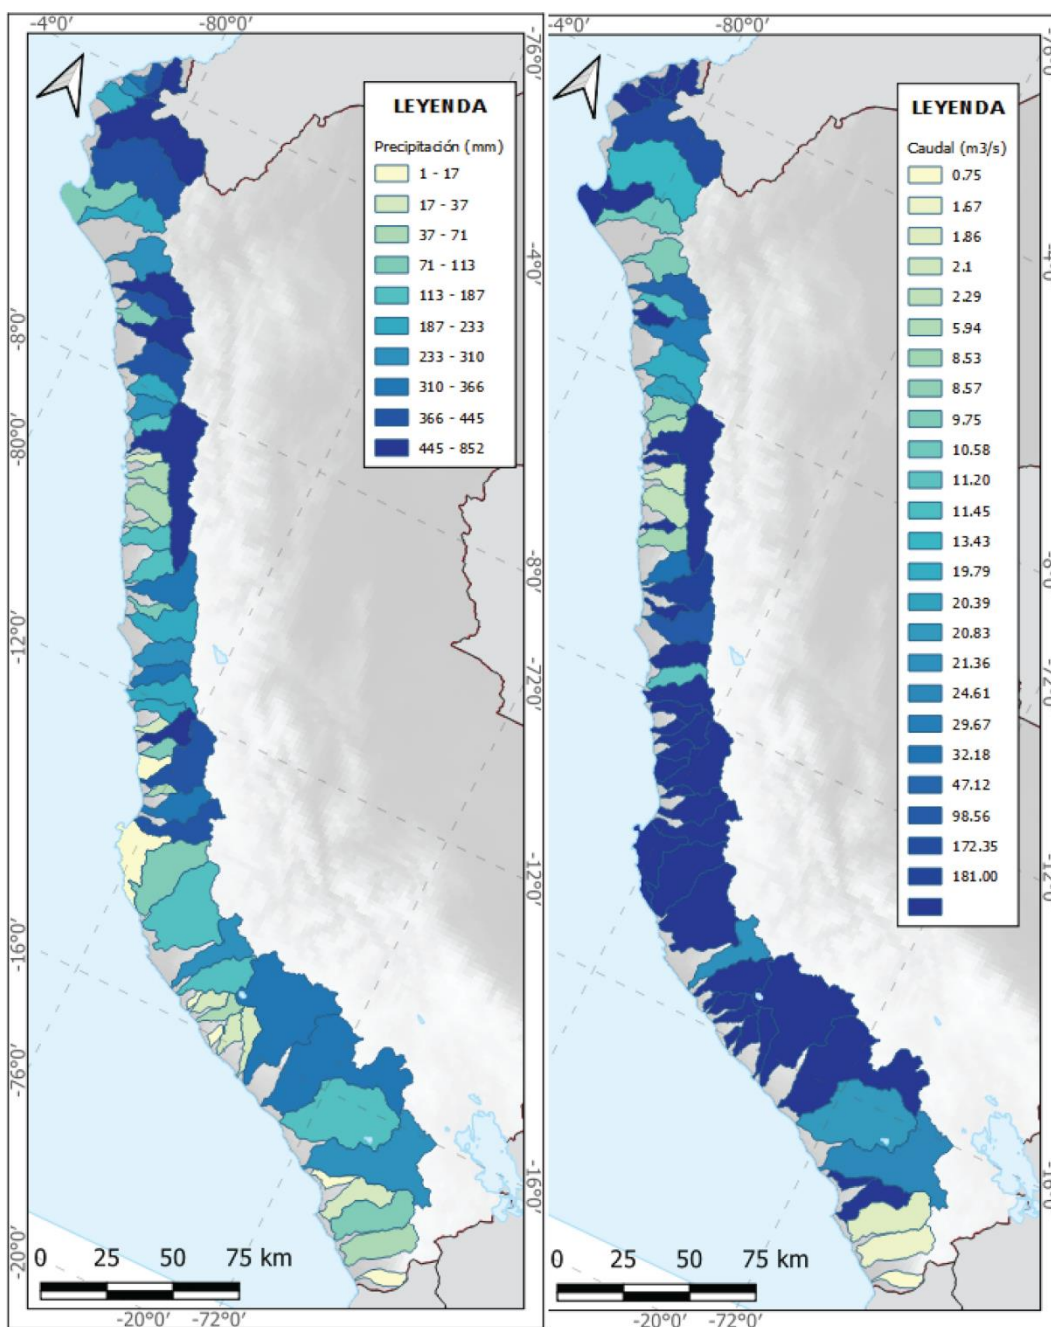 -4°0′
-80°0′
-76°0′
LEYENDA
Precipitación (mm)
1 - 17
17 - 37
37 - 71
71 - 113
113 - 187
187 - 233
233 - 310
310 - 366
366 - 445
445 - 852
-8°0′
-4°0′
-80°0′
-8°0′
-12°0′
-72°0′
-12°0′
-16°0′
-76°0′
-16°0′
-20°0′
0 25 50 75 km
-20°0′
-72°0′
-4°0′
-80°0′
LEYENDA
Caudal (m3/s)
0.75
1.67
1.86
2.1
2.29
5.94
8.53
8.57
9.75
10.58
11.20
11.45
13.43
19.79
20.39
20.83
21.36
24.61
29.67
32.18
47.12
98.56
172.35
181.00
0 25 50 75 km
-20°0′
-72°0′